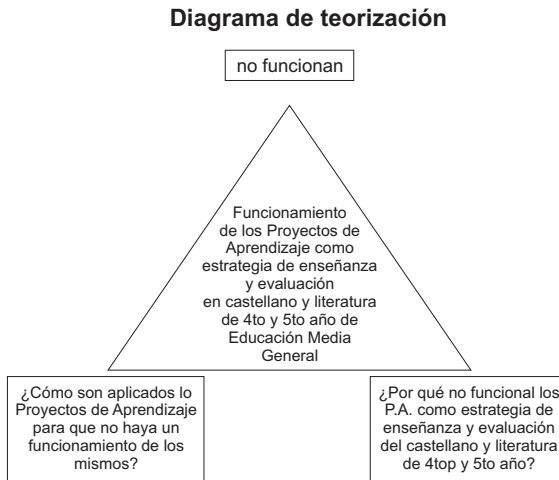 Diagrama de teorización
no funcionan
Funcionamiento
de los Proyectos de
Aprendizaje como
estrategia de enseñanza
y evaluación
en castellano y literatura
de 4to y 5to año de
Educación Media
General
¿Cómo son aplicados lo
Proyectos de Aprendizaje
para que no haya un
funcionamiento de los
mismos?
¿Por qué no funcional los
P.A. como estrategia de
enseñanza y evaluación
del castellano y literatura
de 4top y 5to año?